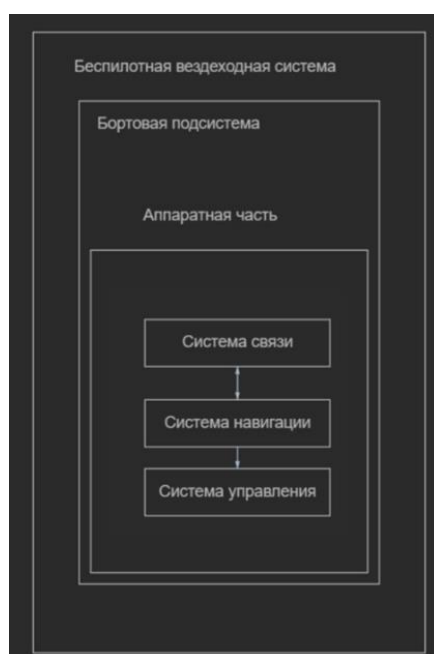 Беспилотная вездеходная система
Бортовая подсистема
Аппаратная часть
Система связи
Система навигации
Система управления